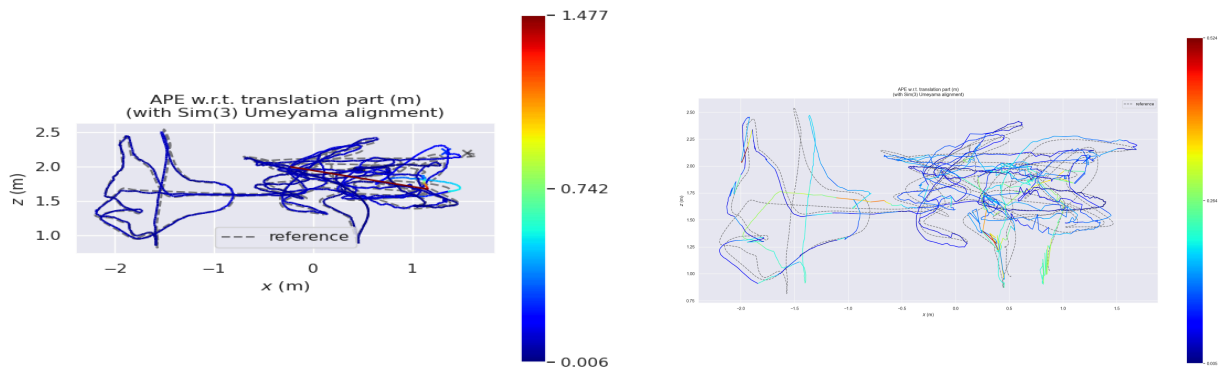 APE w.r.t. translation part (m)
(with Sim(3) Umeyama alignment)
2.5
2.0
1.5
1.0
z (m)
reference
−2
−1
0
1
x (m)
1.477
0.742
0.006
APE w.r.t. translation part (m)
(with Sim(3) Umeyama alignment)
reference
2.50
2.25
2.00
1.75
1.50
1.25
1.00
0.75
z (m)
−2.0
−1.5
−1.0
−0.5
0.0
0.5
1.0
1.5
x (m)
0.524